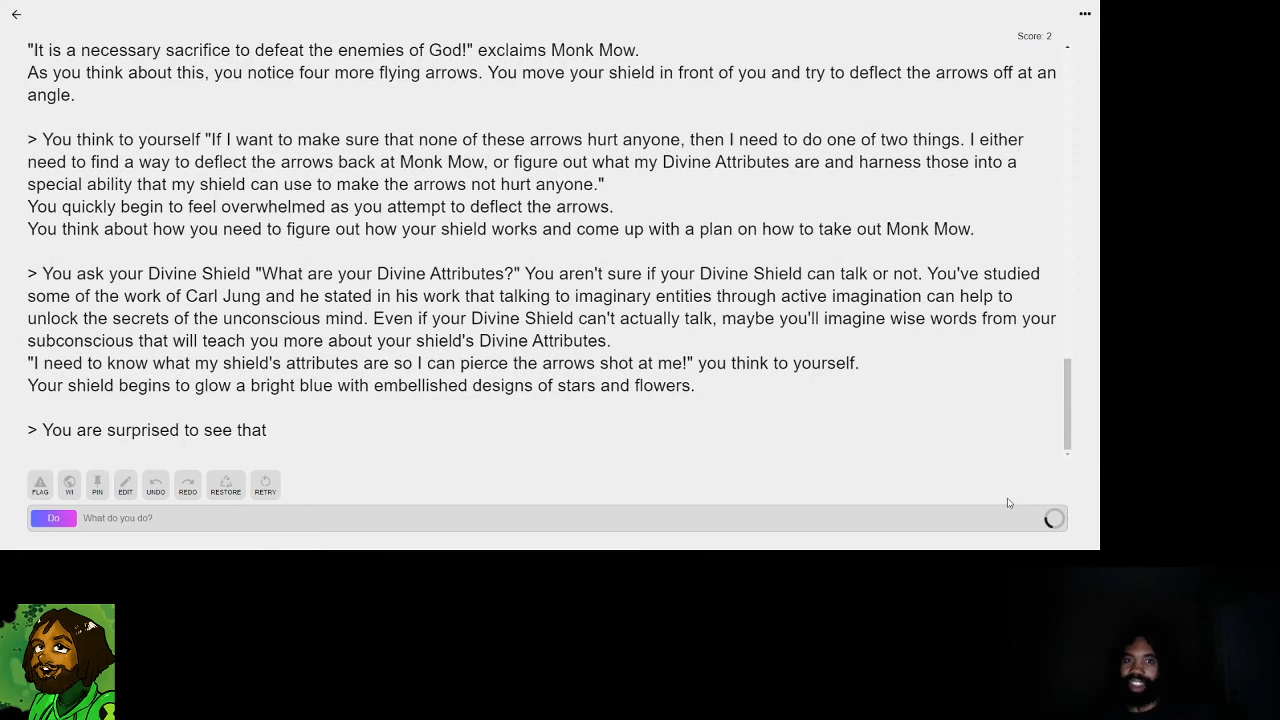 Score: 2
"It is a necessary sacrifice to defeat the enemies of God!" exclaims Monk Mow.
As you think about this, you notice four more flying arrows. You move your shield in front of you and try to deflect the arrows off at an
angle.
> You think to yourself "If I want to make sure that none of these arrows hurt anyone, then I need to do one of two things. I either
need to find a way to deflect the arrows back at Monk Mow, or figure out what my Divine Attributes are and harness those into a
special ability that my shield can use to make the arrows not hurt anyone."
You quickly begin to feel overwhelmed as you attempt to deflect the arrows.
You think about how you need to figure out how your shield works and come up with a plan on how to take out Monk Mow.
> You ask your Divine Shield "What are your Divine Attributes?" You aren't sure if your Divine Shield can talk or not. You've studied
some of the work of Carl Jung and he stated in his work that talking to imaginary entities through active imagination can help to
unlock the secrets of the unconscious mind. Even if your Divine Shield can't actually talk, maybe you'll imagine wise words from your
subconscious that will teach you more about your shield's Divine Attributes.
"I need to know what my shield's attributes are so I can pierce the arrows shot at me!" you think to yourself.
Your shield begins to glow a bright blue with embellished designs of stars and flowers.
> You are surprised to see that
FLAG WI PIN EDIT UNDO REDO RESTORE RETRY
Do What do you do?